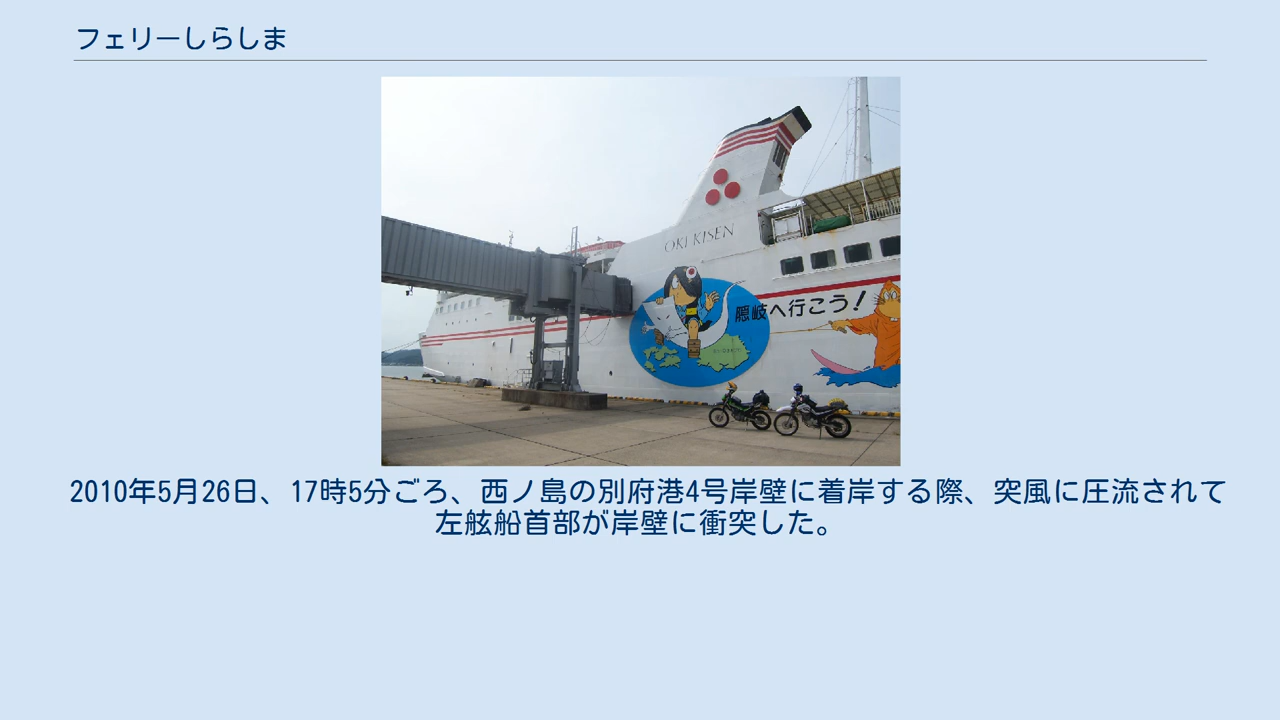 フェリーしらしま
OKI KISEN
隠岐へ行こう!
2010年5月26日、17時5分ごろ、西ノ島の別府港4号岸壁に着岸する際、突風に圧流されて
左舷船首部が岸壁に衝突した。